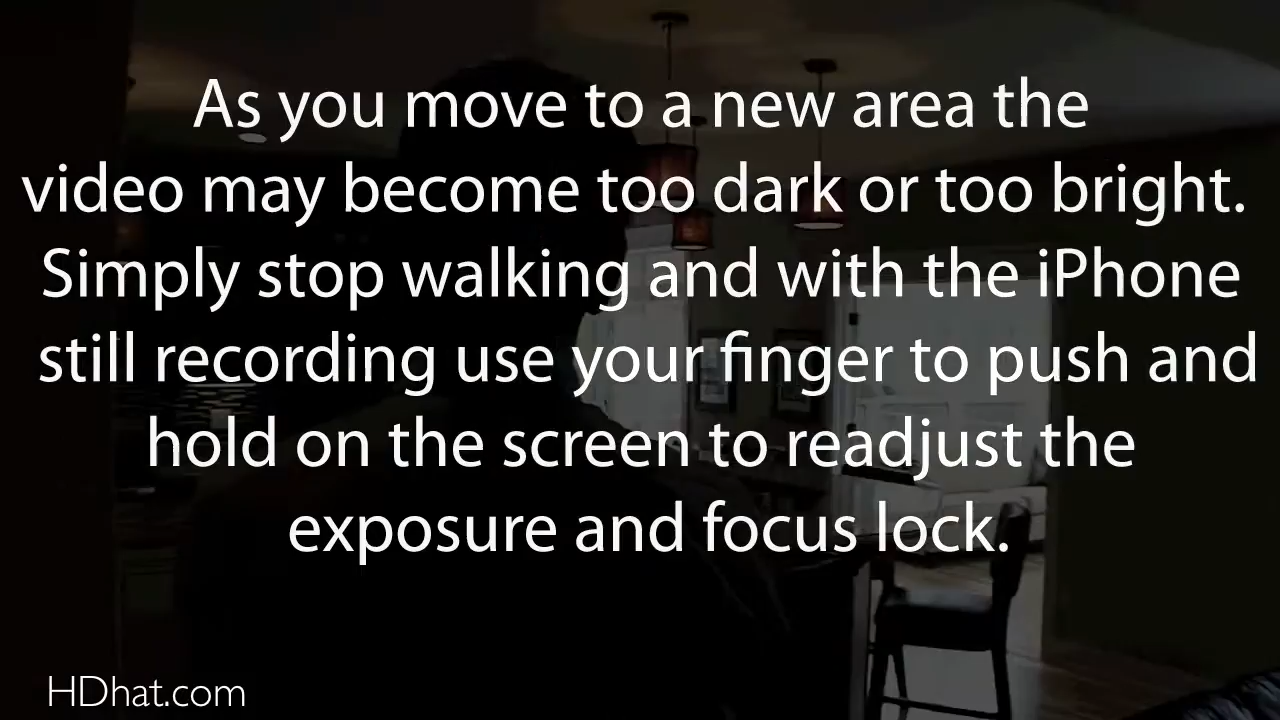 As you move to a new area the
video may become too dark or too bright.
Simply stop walking and with the iPhone
still recording use your finger to push and
hold on the screen to readjust the
exposure and focus lock.
HDhat.com